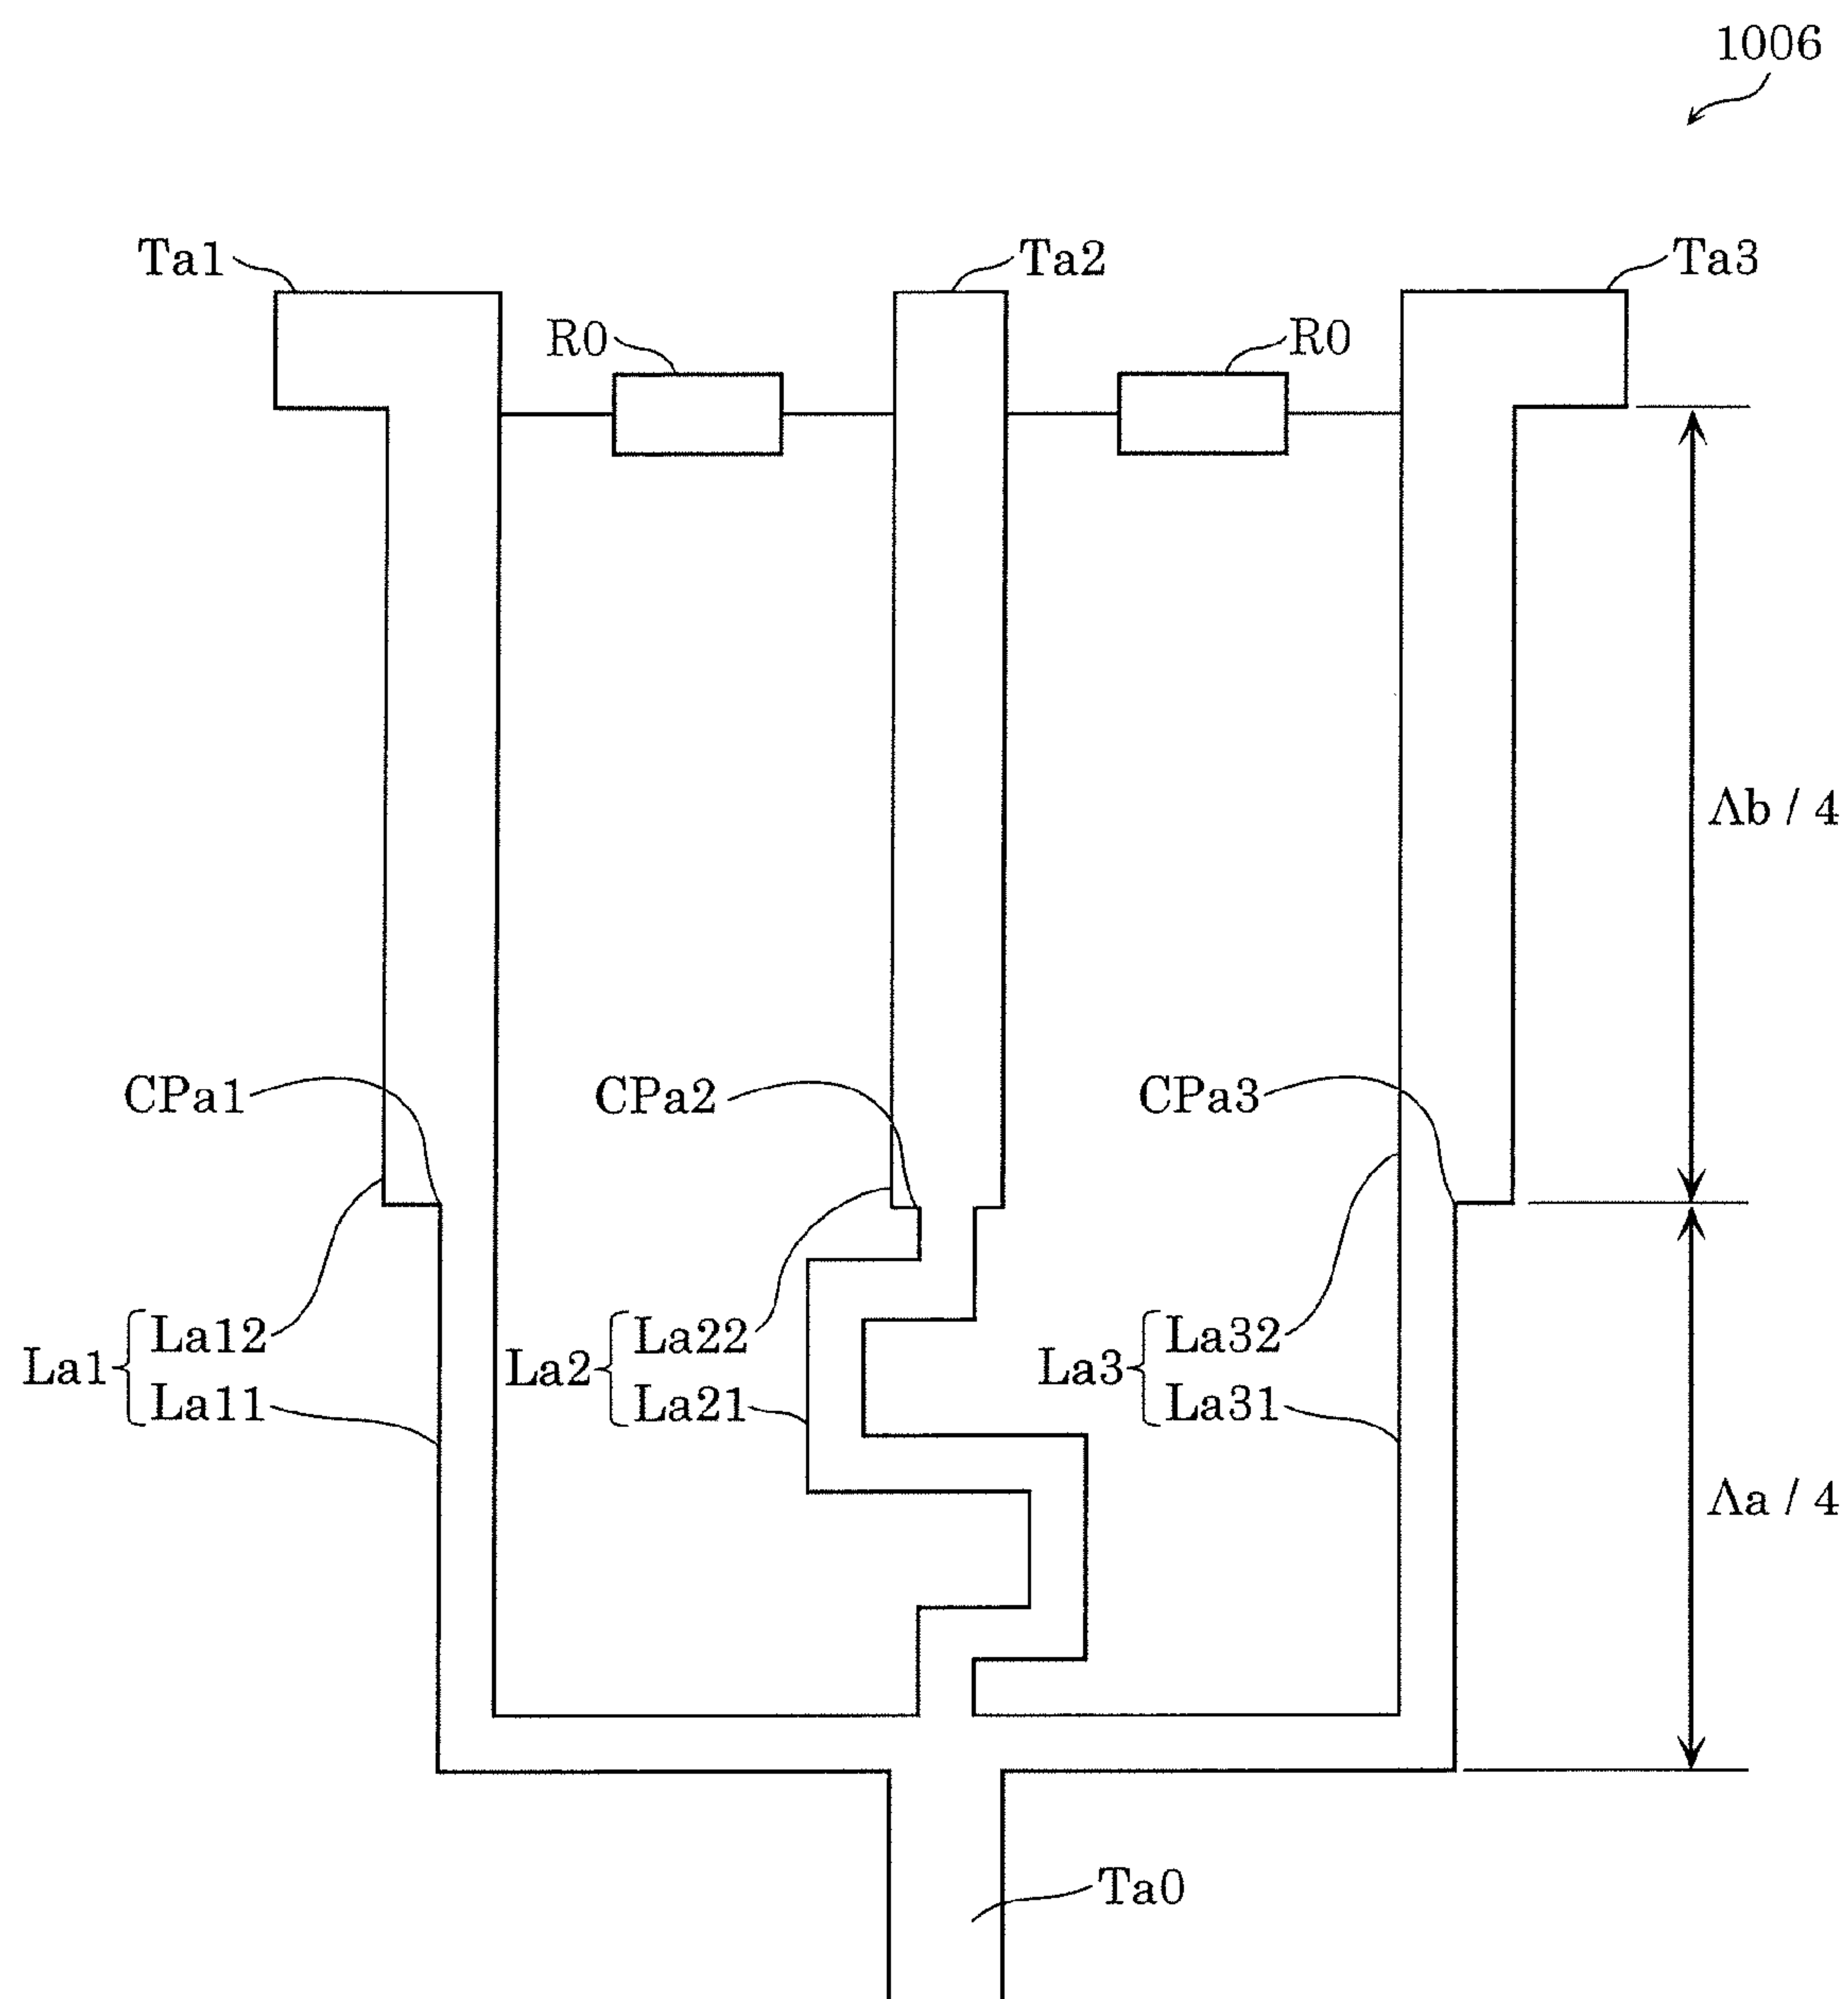 1006
Ta1
Ta2
Ta3
R0
R0
Λb / 4
CPa1
CPa2
CPa3
La1
La12
La11
La2
La22
La21
La3
La32
La31
Λa / 4
Ta0